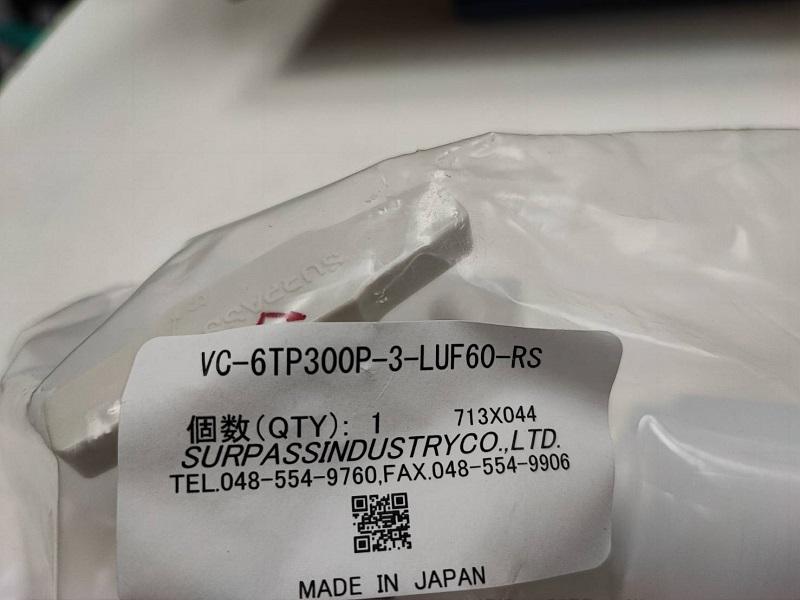 SURPASS
VC-6TP300P-3-LUF60-RS
個数(QTY): 1 713X044
SURPASSINDUSTRYCO.,LTD.
TEL.048-554-9760,FAX.048-554-9906
MADE IN JAPAN